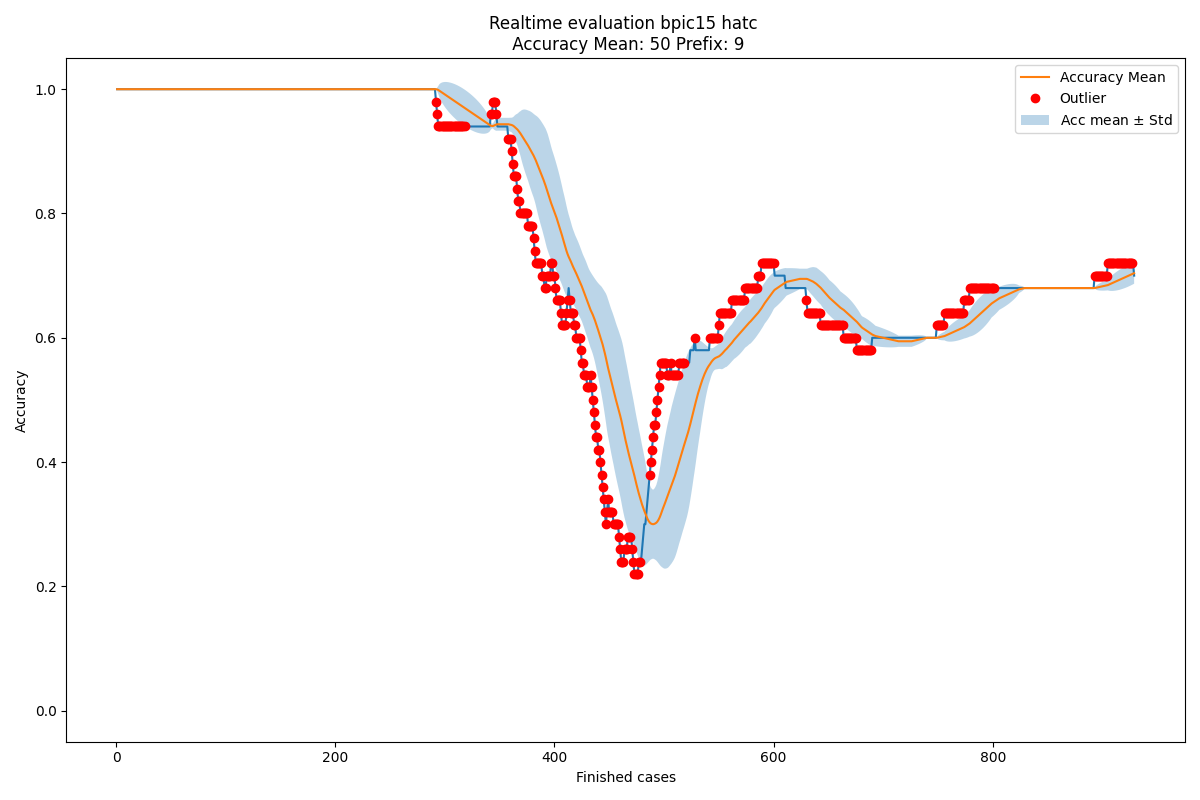 Realtime evaluation bpic15 hatc
Accuracy Mean: 50 Prefix: 9
Accuracy Mean
Outlier
Acc mean ± Std
1.0
0.8
0.6
0.4
0.2
0.0
Accuracy
0 200 400 600 800
Finished cases